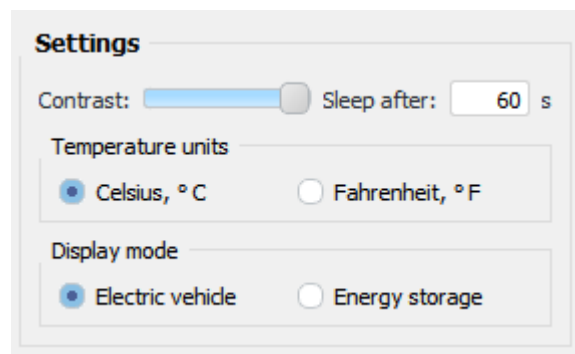 Settings
Contrast: Sleep after: 60 s
Temperature units
Celsius, °C Fahrenheit, °F
Display mode
Electric vehicle Energy storage